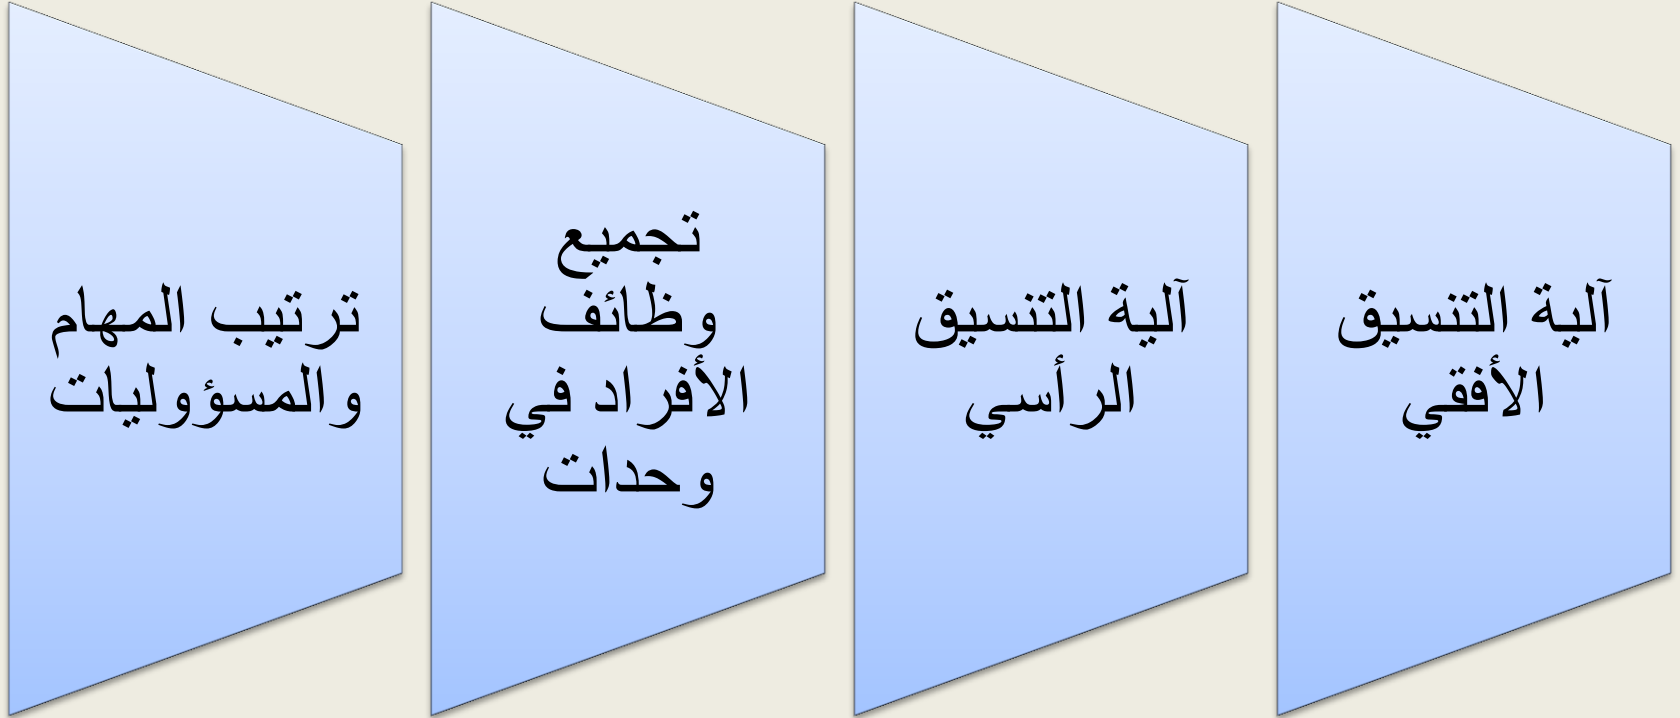 آلية التنسيق
الأفقي
آلية التنسيق
الرأسي
تجميع
وظائف
الأفراد في
وحدات
ترتيب المهام
والمسؤوليات